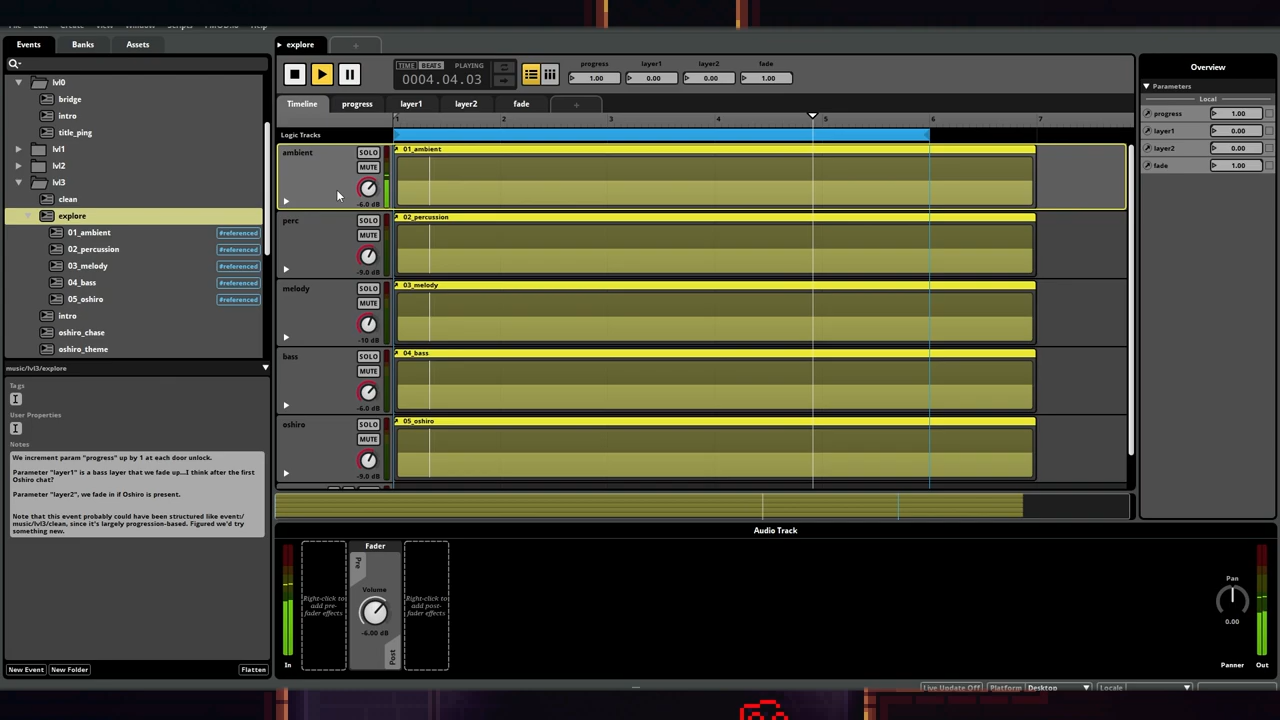 File Edit Create View Window Scripts FMOD.io Help
Events Banks Assets
explore
+
lvl0
bridge
intro
title_ping
lvl1
lvl2
lvl3
clean
explore
01_ambient #referenced
02_percussion #referenced
03_melody #referenced
04_bass #referenced
05_oshiro #referenced
intro
oshiro_chase
oshiro_theme
music/lvl3/explore
Tags
User Properties
Notes
We increment param "progress" up by 1 at each door unlock.
Parameter "layer1" is a bass layer that we fade up...I think after the first
Oshiro chat?
Parameter "layer2", we fade in if Oshiro is present.
Note that this event probably could have been structured like event:/
music/lvl3/clean, since it's largely progression-based. Figured we'd try
something new.
New Event New Folder Flatten
TIME BEATS PLAYING
0004.04.03
progress layer1 layer2 fade
1.00 0.00 0.00 1.00
Timeline progress layer1 layer2 fade +
1 2 3 4 5 6 7
Logic Tracks
ambient SOLO MUTE -6.0 dB
01_ambient
perc SOLO MUTE -9.0 dB
02_percussion
melody SOLO MUTE -10 dB
03_melody
bass SOLO MUTE -6.0 dB
04_bass
oshiro SOLO MUTE -9.0 dB
05_oshiro
Overview
Parameters
Local
progress 1.00
layer1 0.00
layer2 0.00
fade 1.00
Audio Track
Fader
Pre
Volume
-6.00 dB
Post
Right-click to
add pre-
fader effects
Right-click to
add post-
fader effects
In
Pan
0.00
Panner Out
Live Update Off Platform Desktop Locale